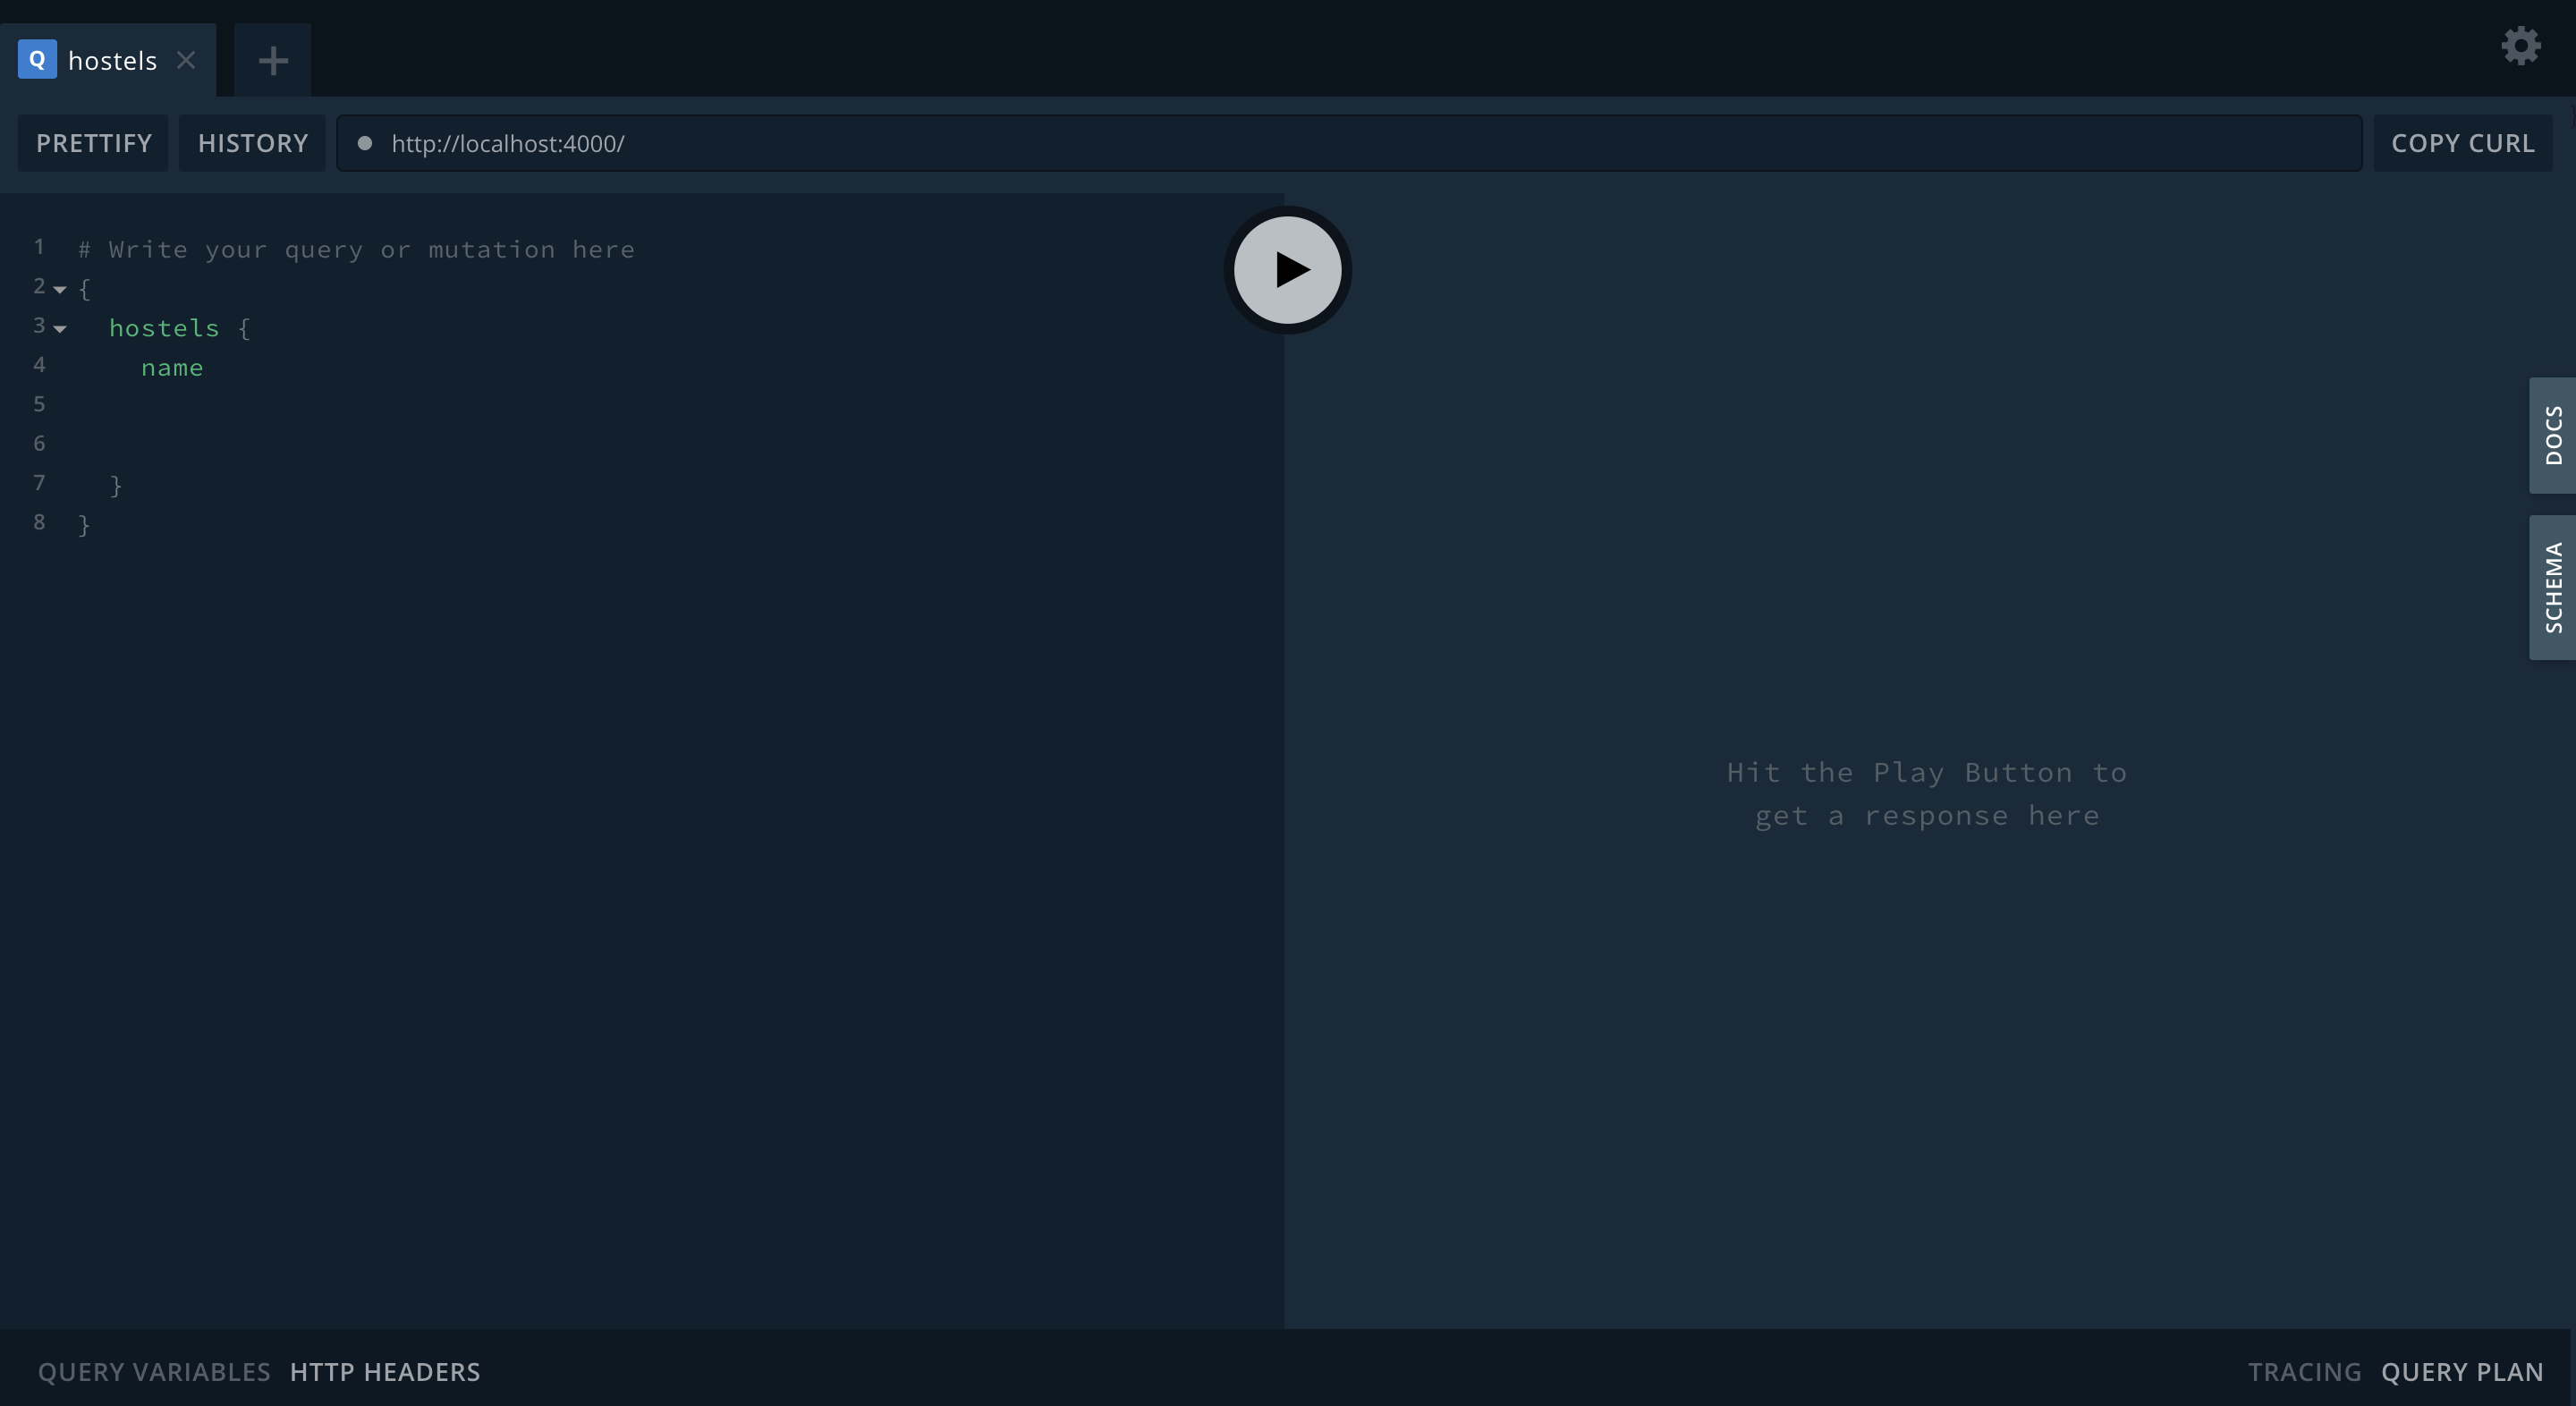 Q hostels
PRETTIFY HISTORY http://localhost:4000/ COPY CURL
1 # Write your query or mutation here
2 {
3 hostels {
4 name
5
6
7 }
8 }
Hit the Play Button to
get a response here
DOCS
SCHEMA
QUERY VARIABLES HTTP HEADERS TRACING QUERY PLAN